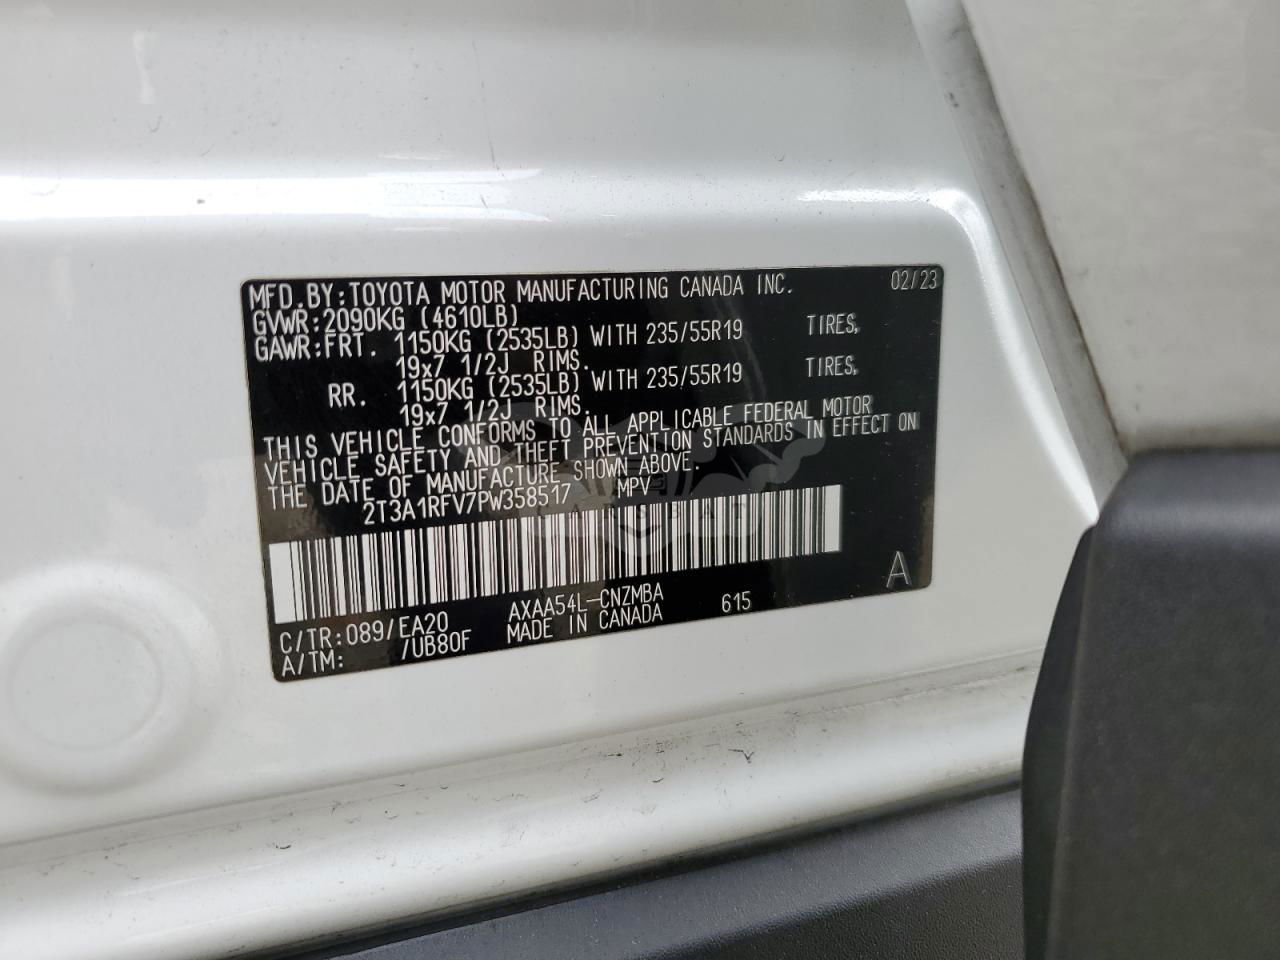 MFD.BY:TOYOTA MOTOR MANUFACTURING CANADA INC. 02/23
GVWR:2090KG (4610LB)
GAWR:FRT. 1150KG (2535LB) WITH 235/55R19 TIRES,
19x7 1/2J RIMS.
RR. 1150KG (2535LB) WITH 235/55R19 TIRES,
19x7 1/2J RIMS.
THIS VEHICLE CONFORMS TO ALL APPLICABLE FEDERAL MOTOR
VEHICLE SAFETY AND THEFT PREVENTION STANDARDS IN EFFECT ON
THE DATE OF MANUFACTURE SHOWN ABOVE.
2T3A1RFV7PW358517 MPV
CARSBAT
A
C/TR:089/EA20 AXAA54L-CNZMBA 615
A/TM: /UB80F MADE IN CANADA